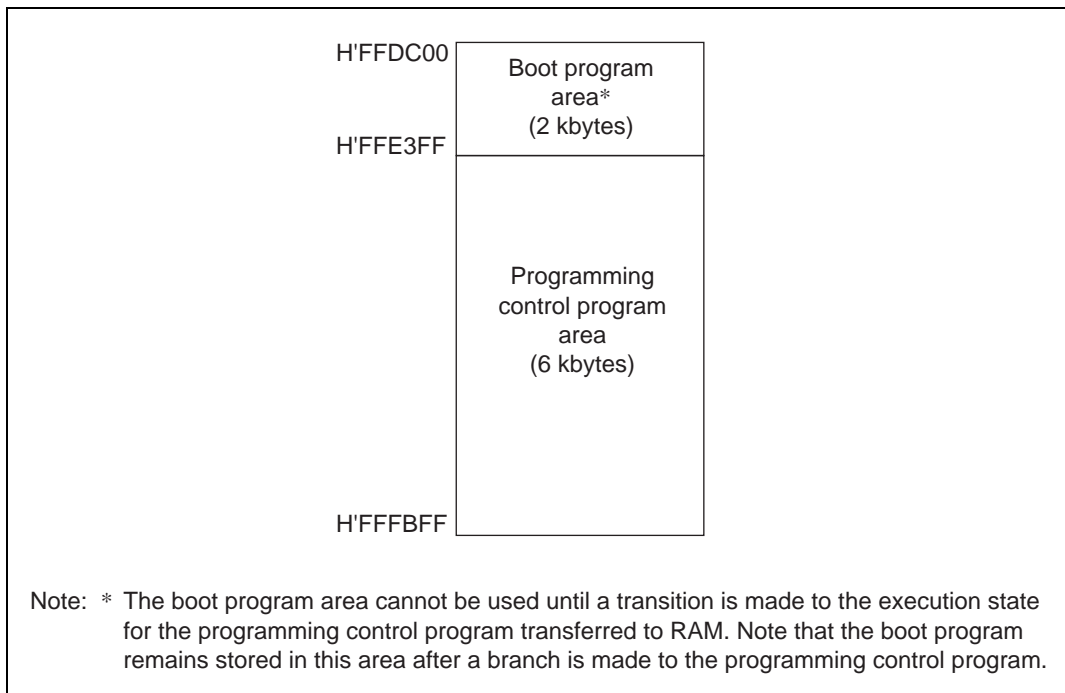 H'FFDC00
Boot program
area*
(2 kbytes)
H'FFE3FF
Programming
control program
area
(6 kbytes)
H'FFFBFF
Note: * The boot program area cannot be used until a transition is made to the execution state
for the programming control program transferred to RAM. Note that the boot program
remains stored in this area after a branch is made to the programming control program.